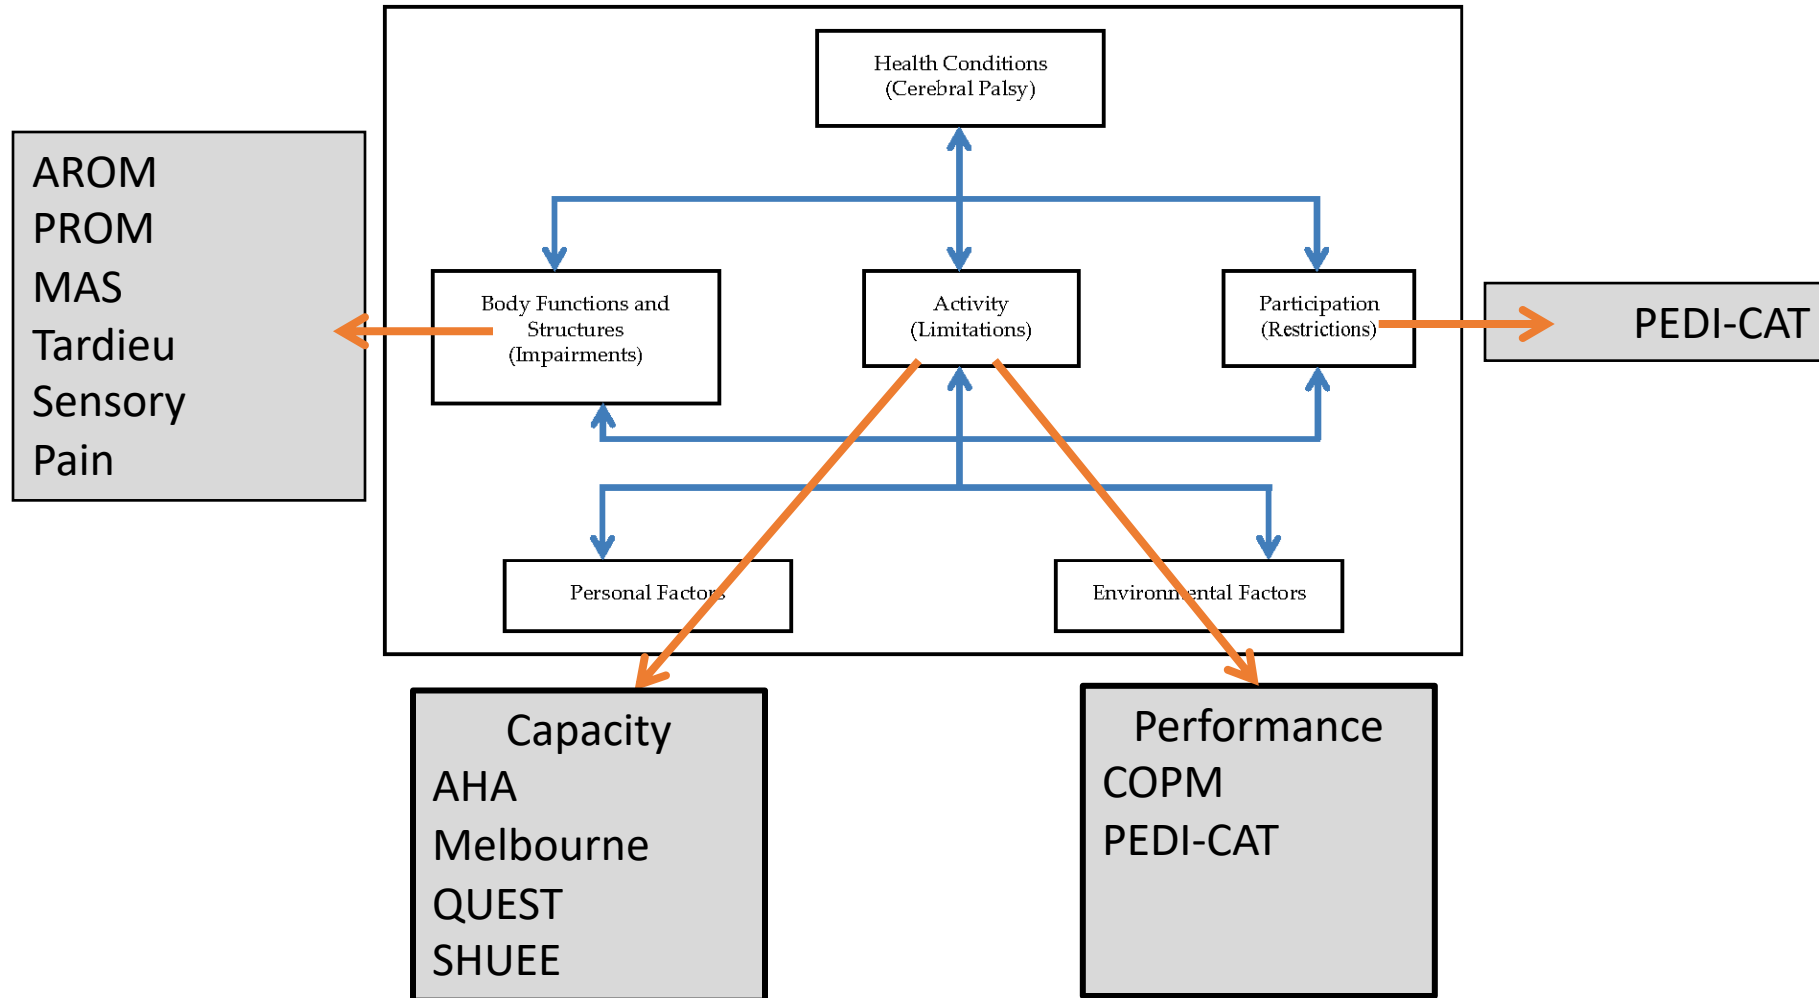 Health Conditions
(Cerebral Palsy)
AROM
PROM
MAS
Tardieu
Sensory
Pain
Body Functions and
Structures
(Impairments)
Activity
(Limitations)
Participation
(Restrictions)
PEDI-CAT
Personal Factors
Environmental Factors
Capacity
AHA
Melbourne
QUEST
SHUEE
Performance
COPM
PEDI-CAT